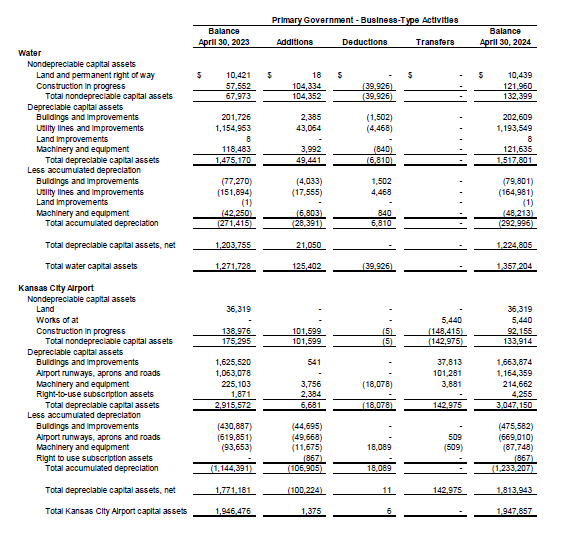 Primary Government - Business-Type Activities
Balance Balance
April 30, 2023 Additions Deductions Transfers April 30, 2024
Water
Nondepreciable capital assets
Land and permanent right of way $ 10,421 $ 18 $ - $ - $ 10,439
Construction in progress 57,552 104,334 (39,926) - 121,960
Total nondepreciable capital assets 67,973 104,352 (39,926) - 132,399
Depreciable capital assets
Buildings and improvements 201,726 2,385 (1,502) - 202,609
Utility lines and improvements 1,154,953 43,064 (4,468) - 1,193,549
Land improvements 8 - - - 8
Machinery and equipment 118,483 3,992 (840) - 121,635
Total depreciable capital assets 1,475,170 49,441 (6,810) - 1,517,801
Less accumulated depreciation
Buildings and improvements (77,270) (4,033) 1,502 - (79,801)
Utility lines and improvements (151,894) (17,555) 4,468 - (164,981)
Land improvements (1) - - - (1)
Machinery and equipment (42,250) (6,803) 840 - (48,213)
Total accumulated depreciation (271,415) (28,391) 6,810 - (292,996)
Total depreciable capital assets, net 1,203,755 21,050 - - 1,224,805
Total water capital assets 1,271,728 125,402 (39,926) - 1,357,204
Kansas City Airport
Nondepreciable capital assets
Land 36,319 - - - 36,319
Works of at - - - 5,440 5,440
Construction in progress 138,976 101,599 (5) (148,415) 92,155
Total nondepreciable capital assets 175,295 101,599 (5) (142,975) 133,914
Depreciable capital assets
Buildings and improvements 1,625,520 541 - 37,813 1,663,874
Airport runways, aprons and roads 1,063,078 - - 101,281 1,164,359
Machinery and equipment 225,103 3,756 (18,078) 3,881 214,662
Right-to-use subscription assets 1,871 2,384 - - 4,255
Total depreciable capital assets 2,915,572 6,681 (18,078) 142,975 3,047,150
Less accumulated depreciation
Buildings and improvements (430,887) (44,695) - - (475,582)
Airport runways, aprons and roads (619,851) (49,668) - 509 (669,010)
Machinery and equipment (93,653) (11,675) 18,089 (509) (87,748)
Right to use subscription assets - (867) - - (867)
Total accumulated depreciation (1,144,391) (106,905) 18,089 - (1,233,207)
Total depreciable capital assets, net 1,771,181 (100,224) 11 142,975 1,813,943
Total Kansas City Airport capital assets 1,946,476 1,375 6 - 1,947,857